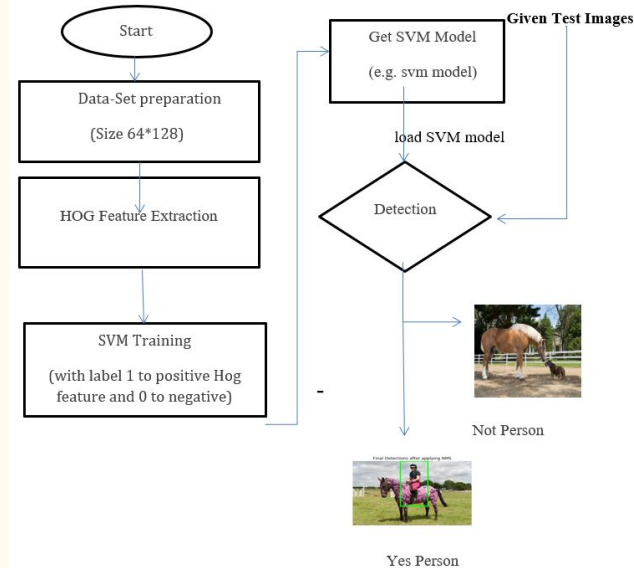 Start
Data-Set preparation
(Size 64*128)
HOG Feature Extraction
SVM Training
(with label 1 to positive Hog
feature and 0 to negative)
-
Get SVM Model
(e.g. svm model)
Given Test Images
load SVM model
Detection
Not Person
Final Detections after applying NMS
Yes Person